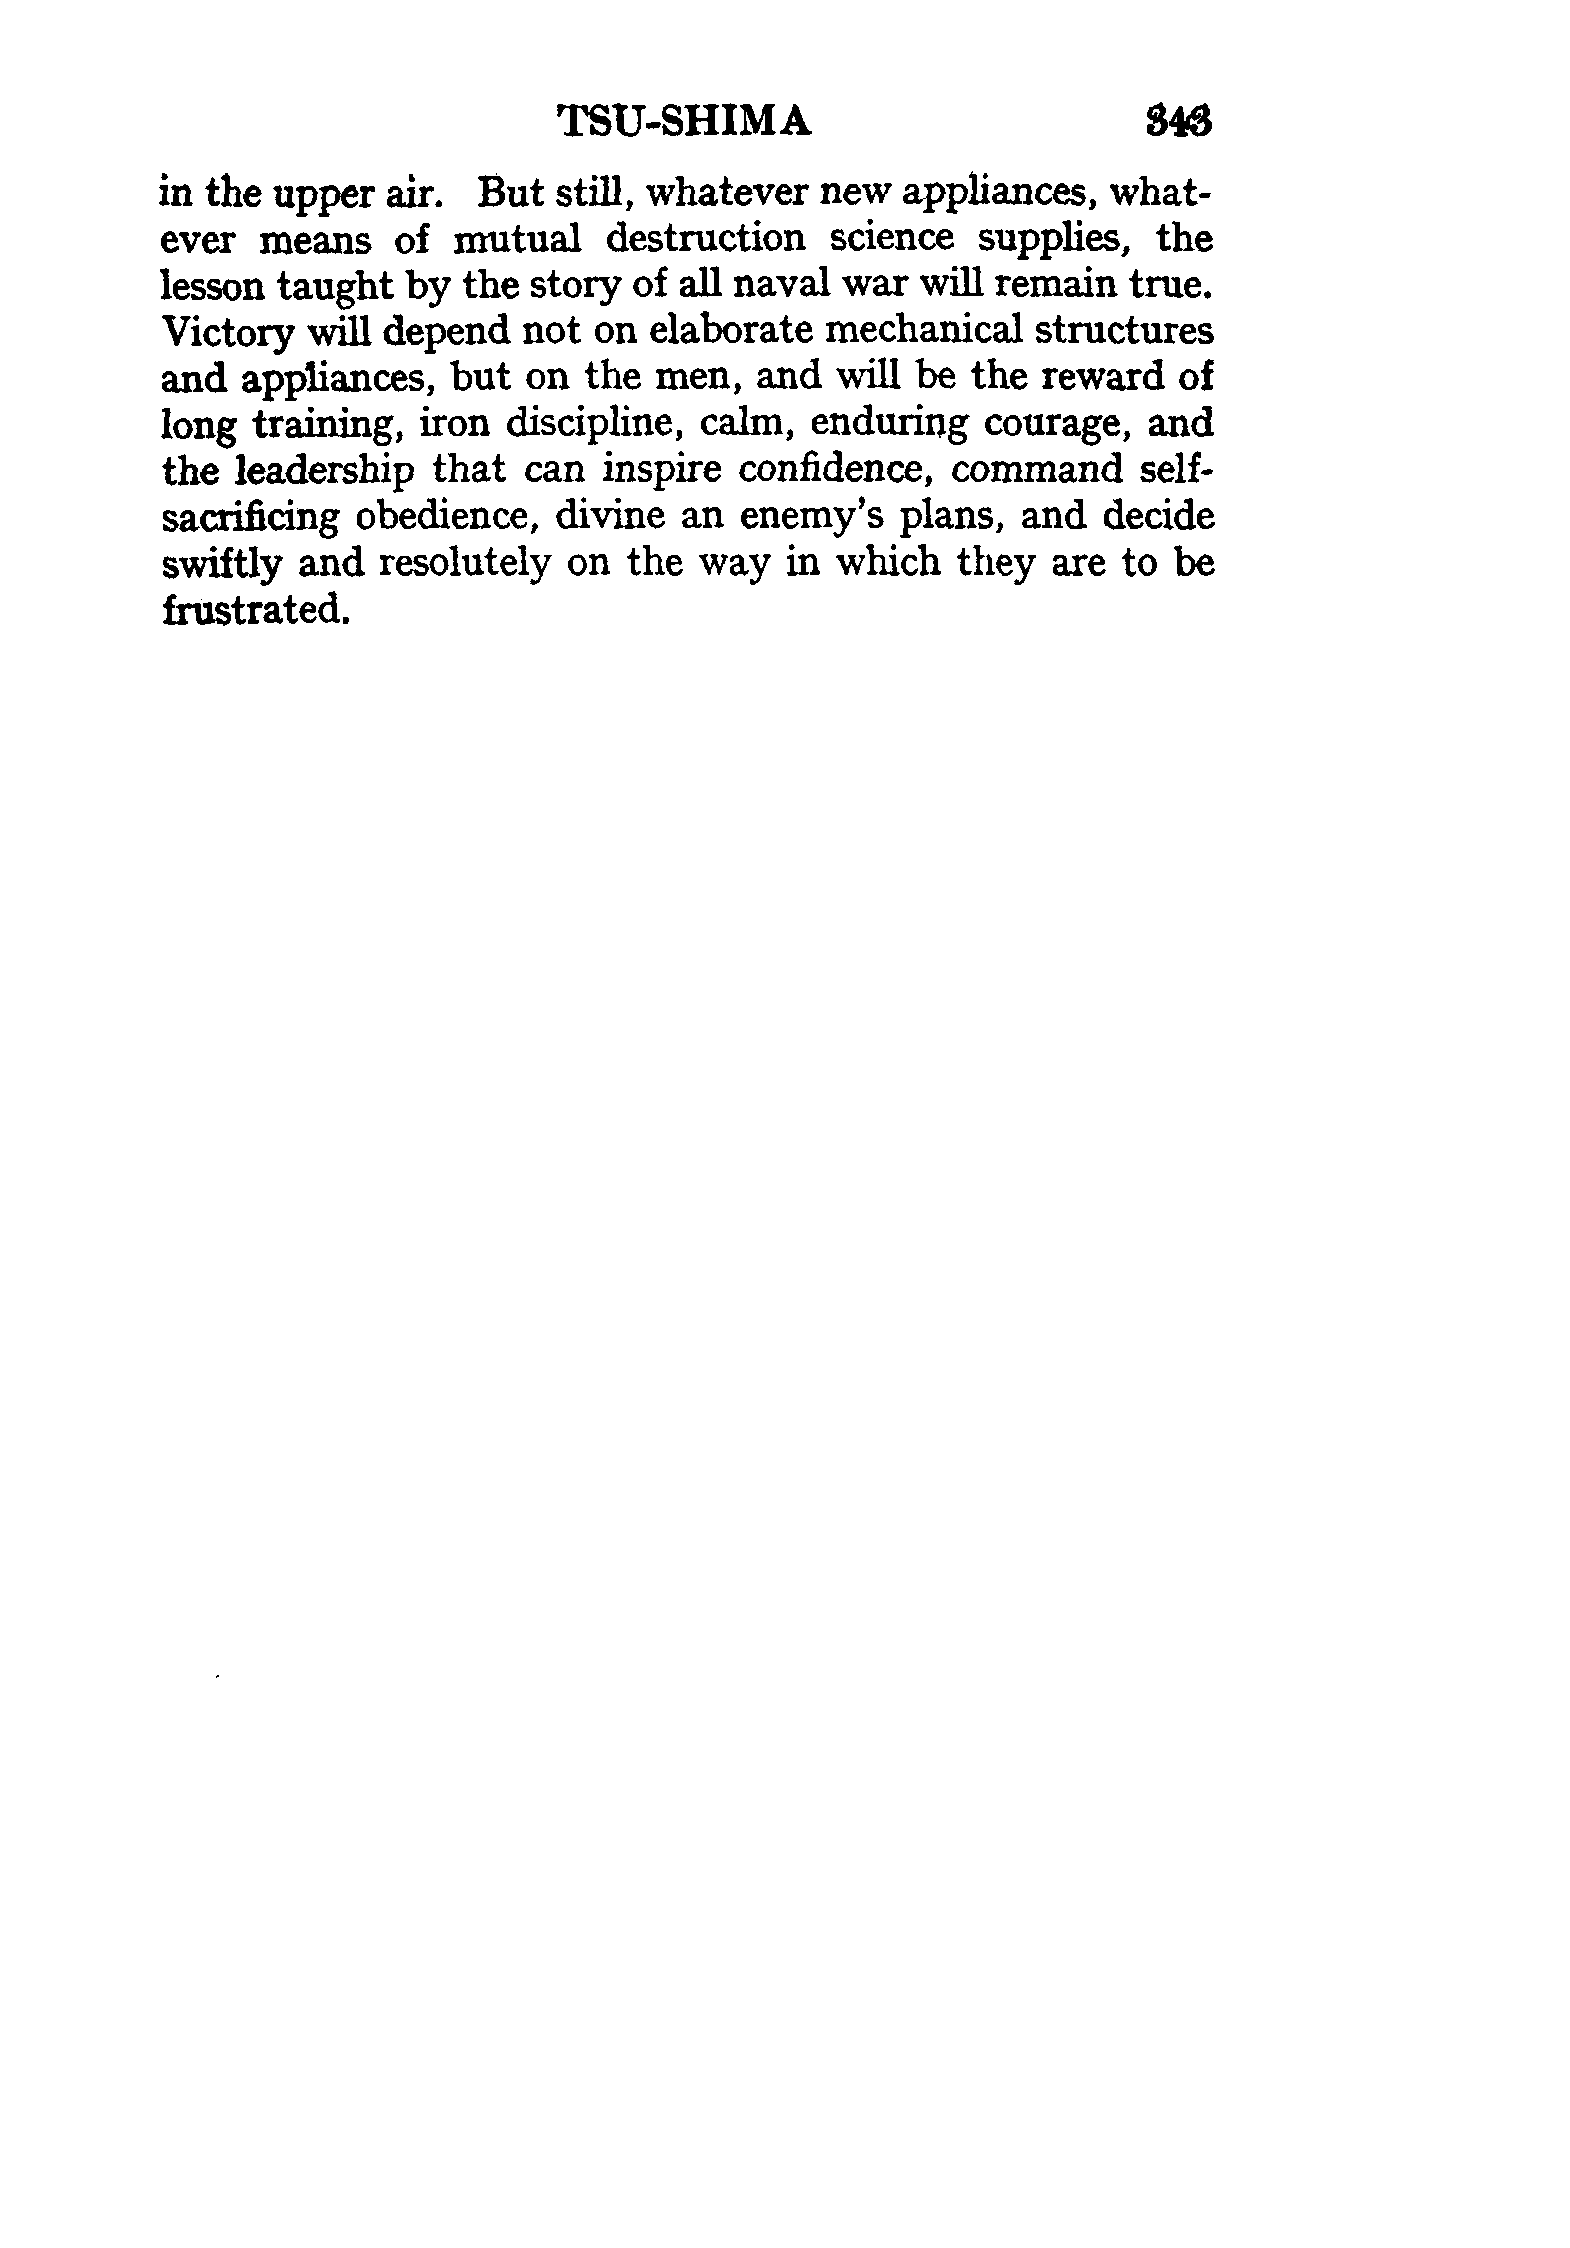 TSU-SHIMA 343
in the upper air. But still, whatever new appliances, what-
ever means of mutual destruction science supplies, the
lesson taught by the story of all naval war will remain true.
Victory will depend not on elaborate mechanical structures
and appliances, but on the men, and will be the reward of
long training, iron discipline, calm, enduring courage, and
the leadership that can inspire confidence, command self-
sacrificing obedience, divine an enemy's plans, and decide
swiftly and resolutely on the way in which they are to be
frustrated.